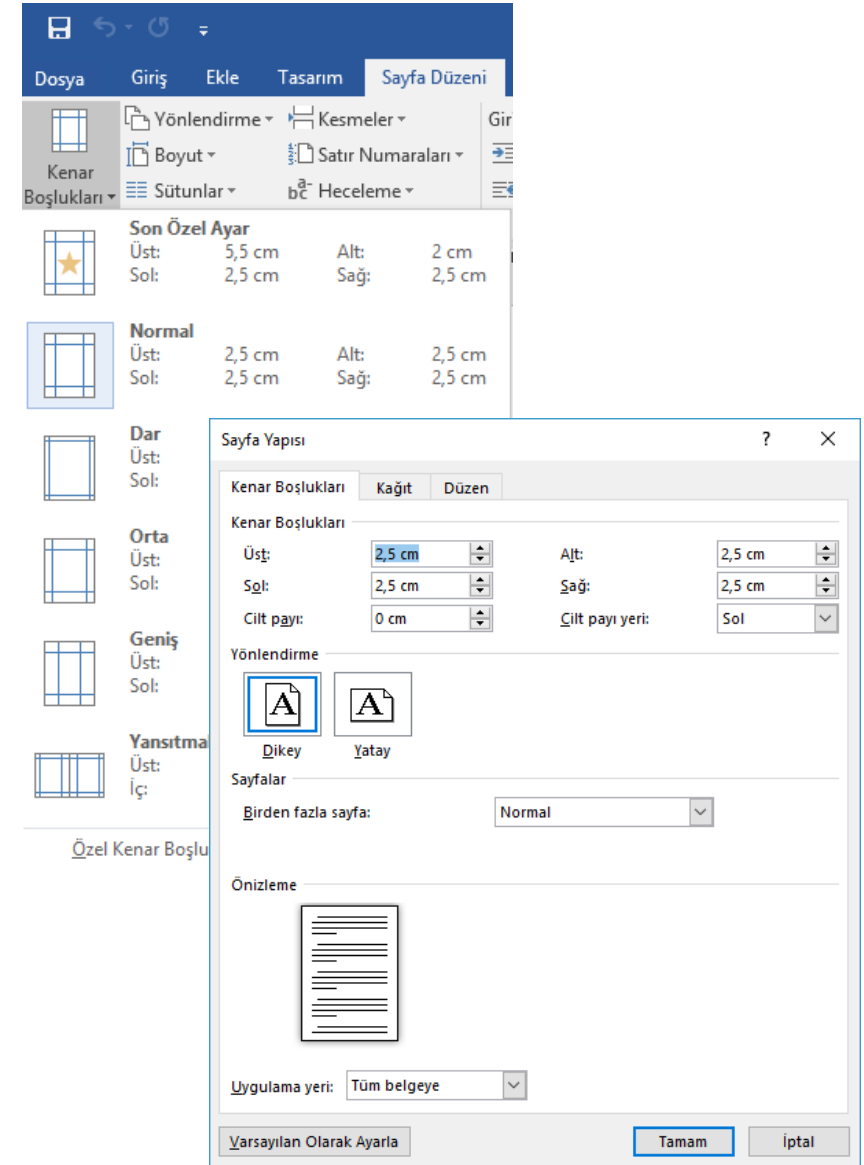 Dosya Giriş Ekle Tasarım Sayfa Düzeni
Kenar Boşlukları
Yönlendirme
Kesmeler
Boyut
Satır Numaraları
Sütunlar
Heceleme
Gir
Son Özel Ayar
Üst: 5,5 cm Alt: 2 cm
Sol: 2,5 cm Sağ: 2,5 cm
Normal
Üst: 2,5 cm Alt: 2,5 cm
Sol: 2,5 cm Sağ: 2,5 cm
Dar
Üst:
Sol:
Orta
Üst:
Sol:
Geniş
Üst:
Sol:
Yansıtmal
Üst:
İç:
Özel Kenar Boşlu
Sayfa Yapısı ?
Kenar Boşlukları Kağıt Düzen
Kenar Boşlukları
Üst: 2,5 cm Alt: 2,5 cm
Sol: 2,5 cm Sağ: 2,5 cm
Cilt payı: 0 cm Cilt payı yeri: Sol
Yönlendirme
A A
Dikey Yatay
Sayfalar
Birden fazla sayfa: Normal
Önizleme
Uygulama yeri: Tüm belgeye
Varsayılan Olarak Ayarla Tamam İptal